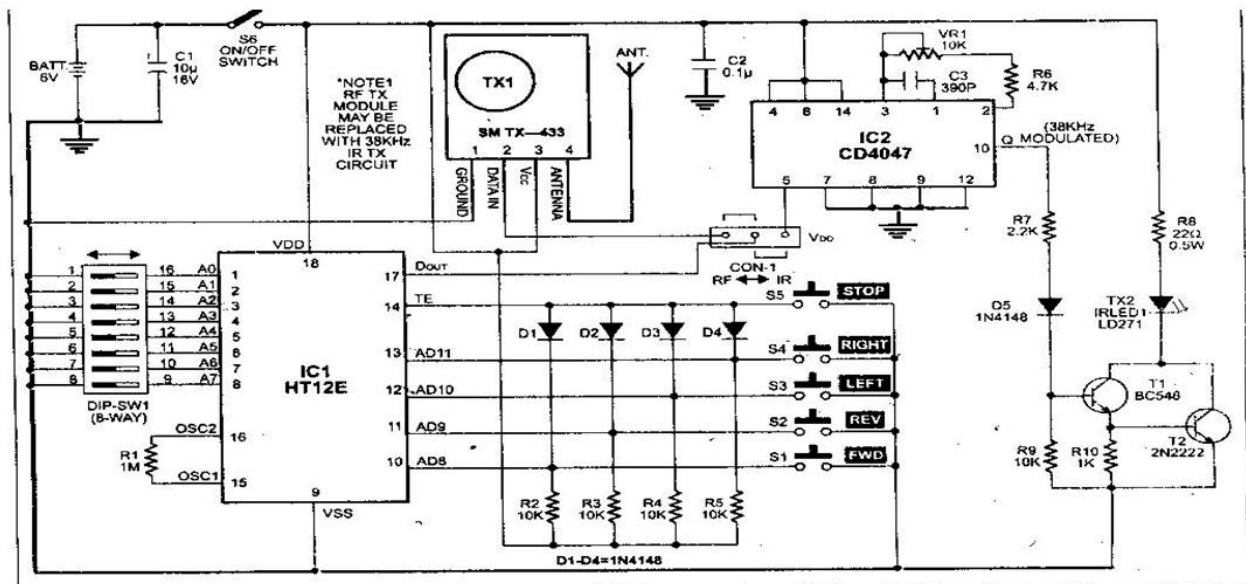 S6
ON/OFF
SWITCH
BATT.
6V
C1
10µ
16V
*NOTE1
RF TX
MODULE
MAY BE
REPLACED
WITH 38KHz
IR TX
CIRCUIT
TX1
SM TX—433
1 2 3 4
GROUND
DATA IN
Vcc
ANTENNA
ANT.
C2
0.1µ
VR1
10K
C3
390P
R6
4.7K
4 6 14 3 1 2
IC2
CD4047
10
Q
(38KHz
MODULATED)
5 7 8 9 12
VDD
CON-1
RF IR
R7
2.2K
R8
22Ω
0.5W
D5
1N4148
TX2
IRLED1
LD271
T1
BC548
T2
2N2222
R9
10K
R10
1K
VDD
18
17 DOUT
14 TE
13 AD11
12 AD10
11 AD9
10 AD8
IC1
HT12E
1 16 A0 1
2 15 A1 2
3 14 A2 3
4 13 A3 4
5 12 A4 5
6 11 A5 6
7 10 A6 7
8 9 A7 8
DIP-SW1
(8-WAY)
OSC2 16
R1
1M
OSC1 15
9
VSS
D1 D2 D3 D4
S5 STOP
S4 RIGHT
S3 LEFT
S2 REV
S1 FWD
R2
10K
R3
10K
R4
10K
R5
10K
D1-D4=1N4148